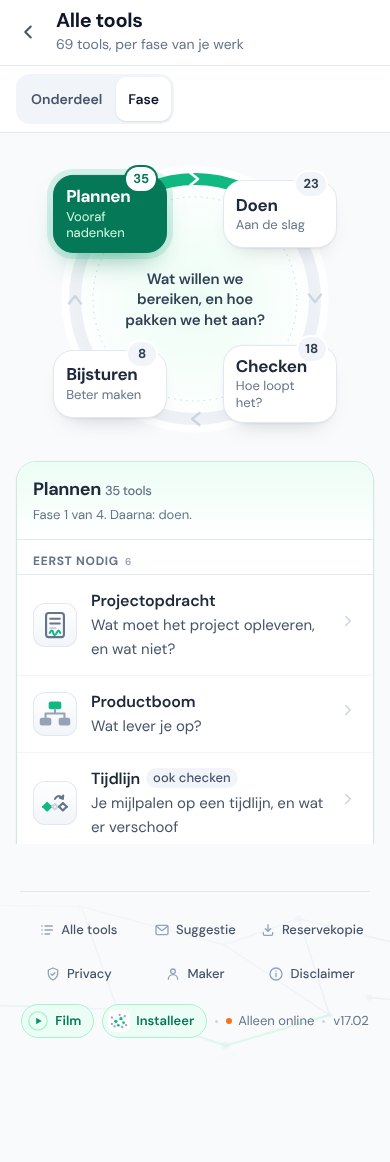 Alle tools
69 tools, per fase van je werk
Onderdeel
Fase
35
Plannen
Vooraf
nadenken
23
Doen
Aan de slag
Wat willen we
bereiken, en hoe
pakken we het aan?
8
Bijsturen
Beter maken
18
Checken
Hoe loopt
het?
Plannen 35 tools
Fase 1 van 4. Daarna: doen.
EERST NODIG 6
Projectopdracht
Wat moet het project opleveren,
en wat niet?
Productboom
Wat lever je op?
Tijdlijn ook checken
Je mijlpalen op een tijdlijn, en wat
er verschoof
Alle tools Suggestie Reservekopie
Privacy Maker Disclaimer
Film Installeer · Alleen online · v17.02